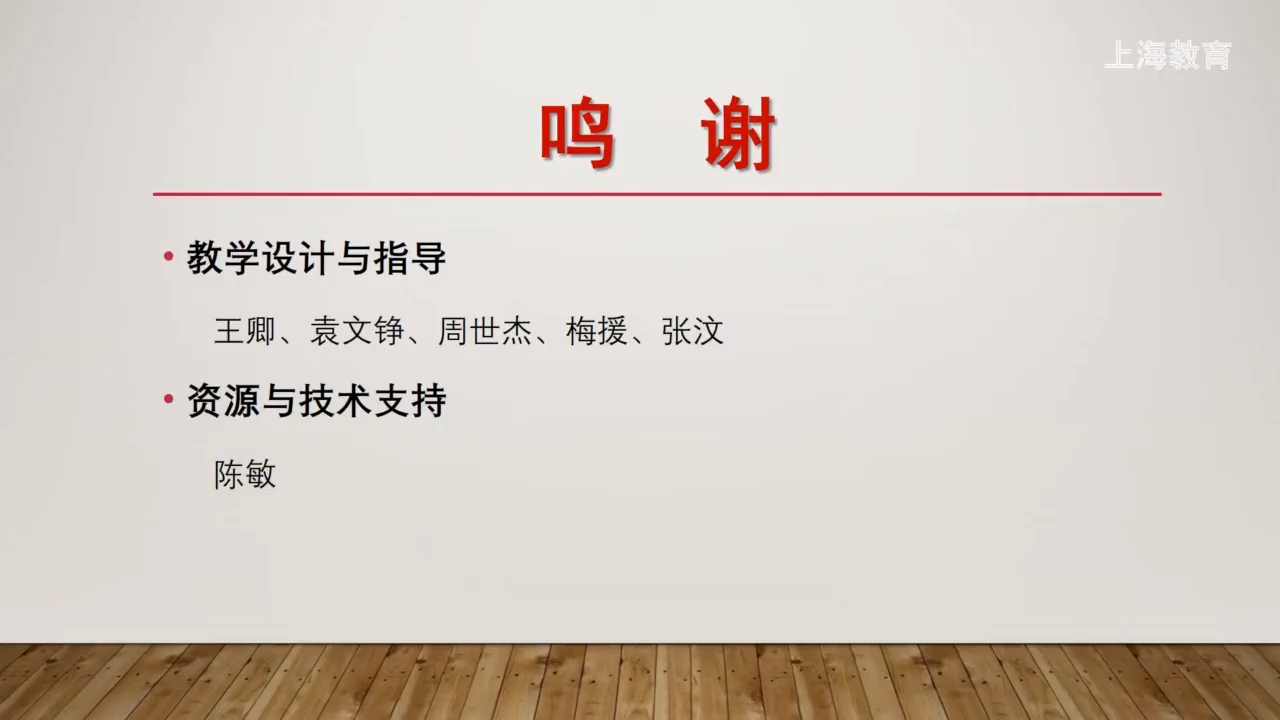 上海教育
鸣 谢
• 教学设计与指导
王卿、袁文铮、周世杰、梅援、张汶
• 资源与技术支持
陈敏